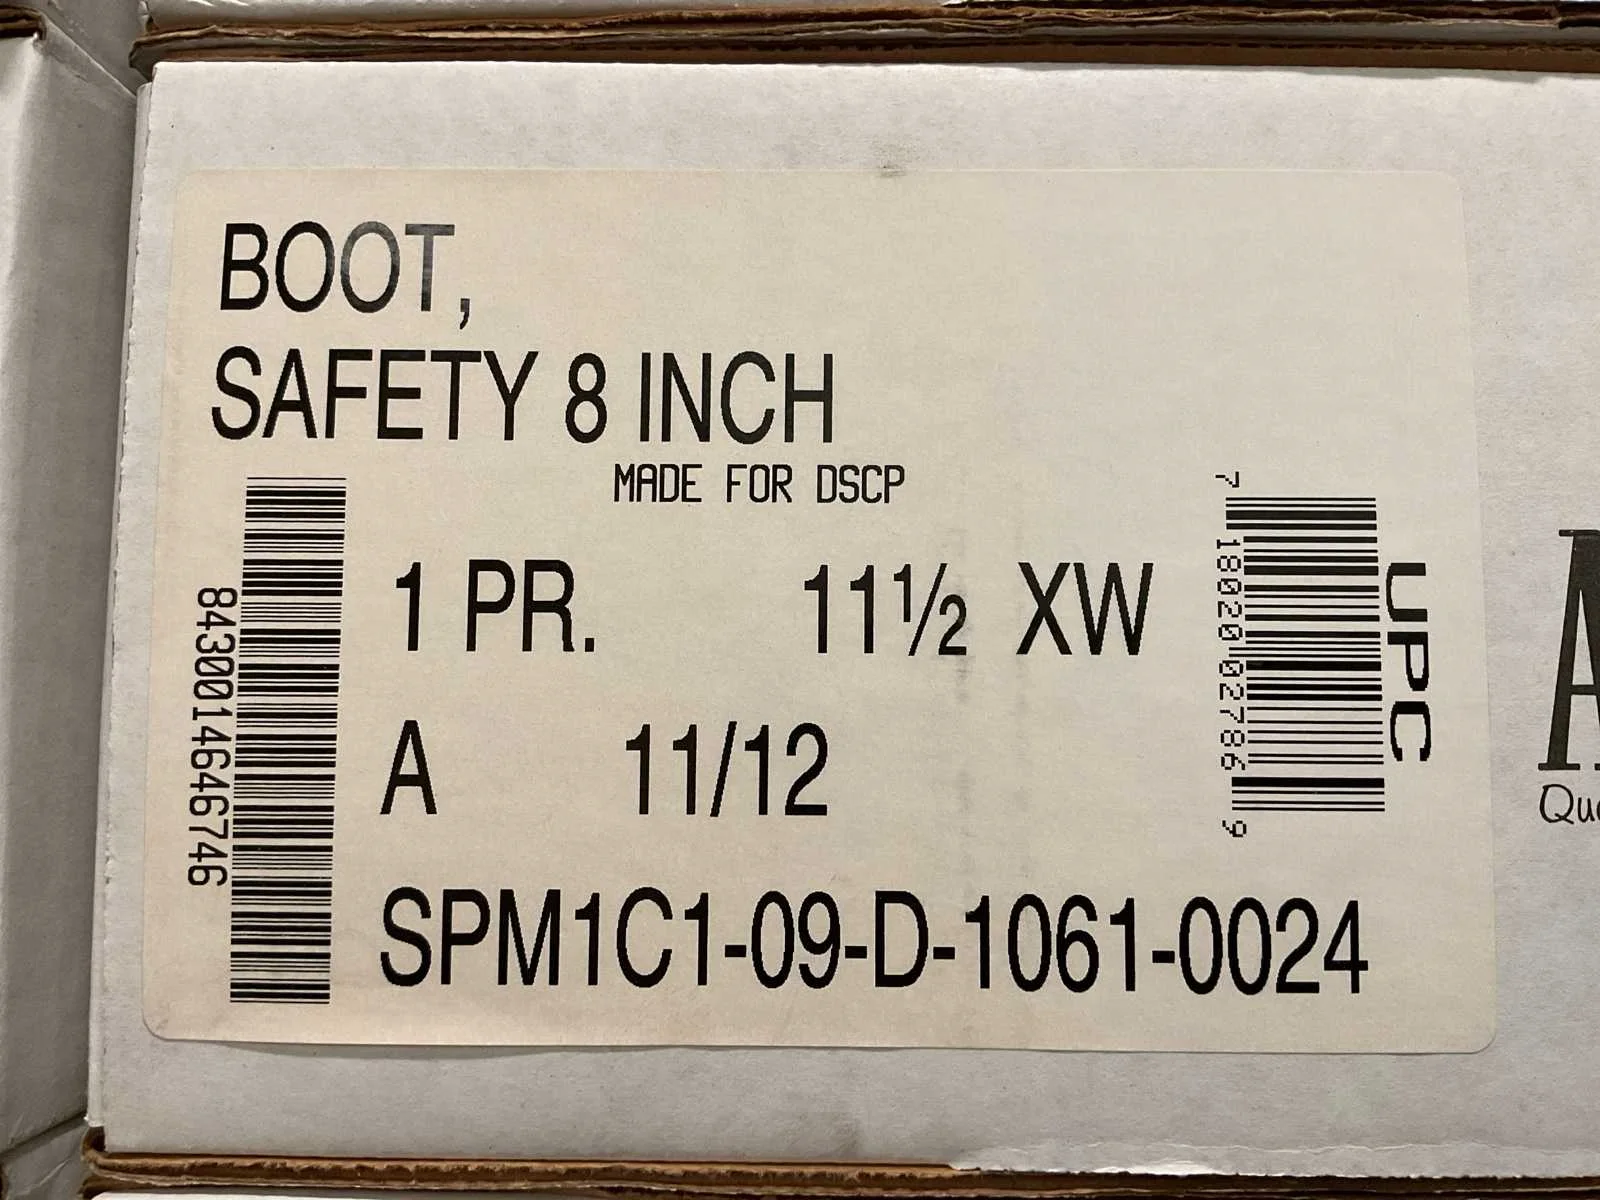 BOOT,
SAFETY 8 INCH
MADE FOR DSCP
1 PR. 11½ XW
A 11/12
SPM1C1-09-D-1061-0024
8430014646746
7 18020 02786 9
UPC